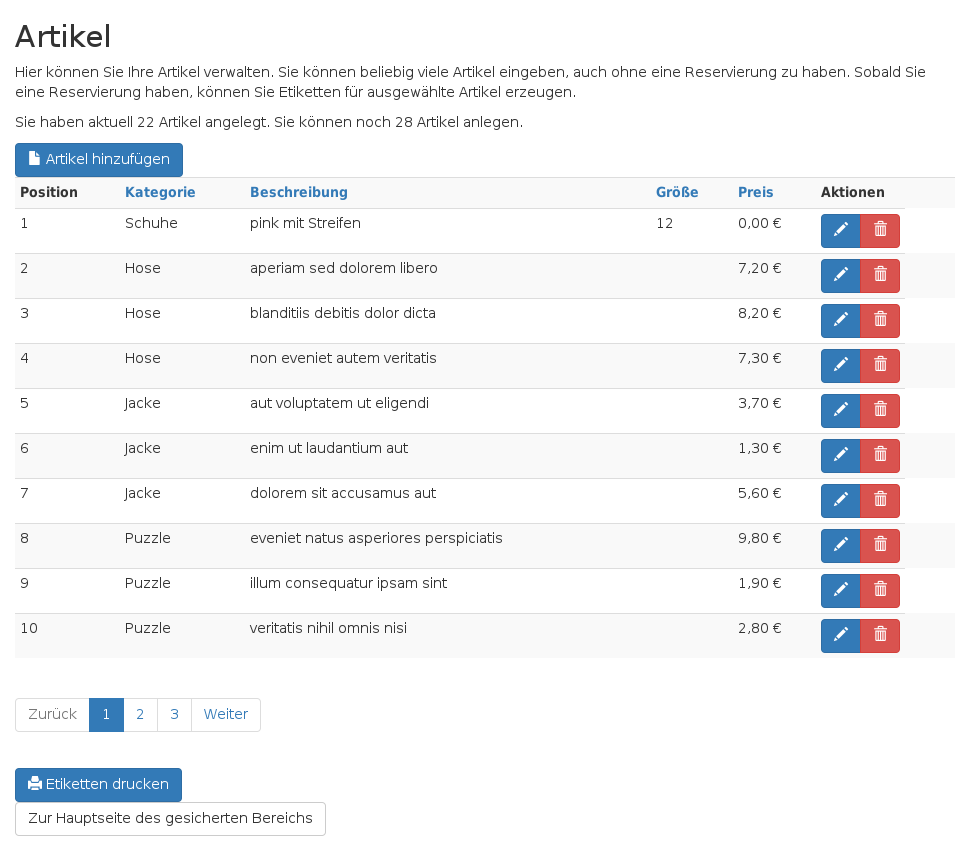 Artikel
Hier können Sie Ihre Artikel verwalten. Sie können beliebig viele Artikel eingeben, auch ohne eine Reservierung zu haben. Sobald Sie
eine Reservierung haben, können Sie Etiketten für ausgewählte Artikel erzeugen.
Sie haben aktuell 22 Artikel angelegt. Sie können noch 28 Artikel anlegen.
Artikel hinzufügen
Position Kategorie Beschreibung Größe Preis Aktionen
1 Schuhe pink mit Streifen 12 0,00 €
2 Hose aperiam sed dolorem libero 7,20 €
3 Hose blanditiis debitis dolor dicta 8,20 €
4 Hose non eveniet autem veritatis 7,30 €
5 Jacke aut voluptatem ut eligendi 3,70 €
6 Jacke enim ut laudantium aut 1,30 €
7 Jacke dolorem sit accusamus aut 5,60 €
8 Puzzle eveniet natus asperiores perspiciatis 9,80 €
9 Puzzle illum consequatur ipsam sint 1,90 €
10 Puzzle veritatis nihil omnis nisi 2,80 €
Zurück 1 2 3 Weiter
Etiketten drucken
Zur Hauptseite des gesicherten Bereichs